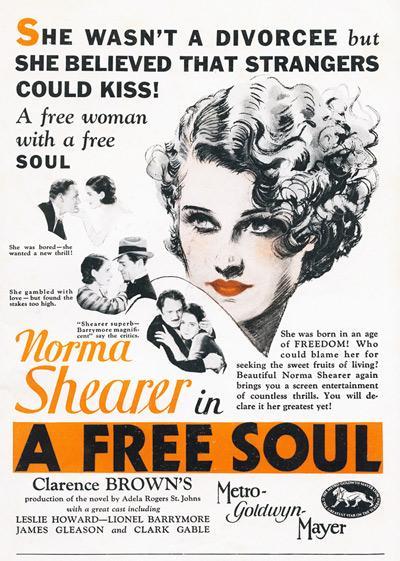 SHE WASN'T A DIVORCEE but
SHE BELIEVED THAT STRANGERS
COULD KISS!
A free woman
with a free
SOUL
She was bored—she
wanted a new thrill!
She gambled with
love—but found the
stakes too high.
"Shearer superb—
Barrymore magnifi-
cent" say the critics.
She was born in an age
of FREEDOM! Who
could blame her for
seeking the sweet fruits of living?
Beautiful Norma Shearer again
brings you a screen entertainment
of countless thrills. You will de-
clare it her greatest yet!
Norma
Shearer in
A FREE SOUL
Clarence BROWN'S
production of the novel by Adela Rogers St. Johns
with a great cast including
LESLIE HOWARD—LIONEL BARRYMORE
JAMES GLEASON and CLARK GABLE
Metro-
Goldwyn-
Mayer